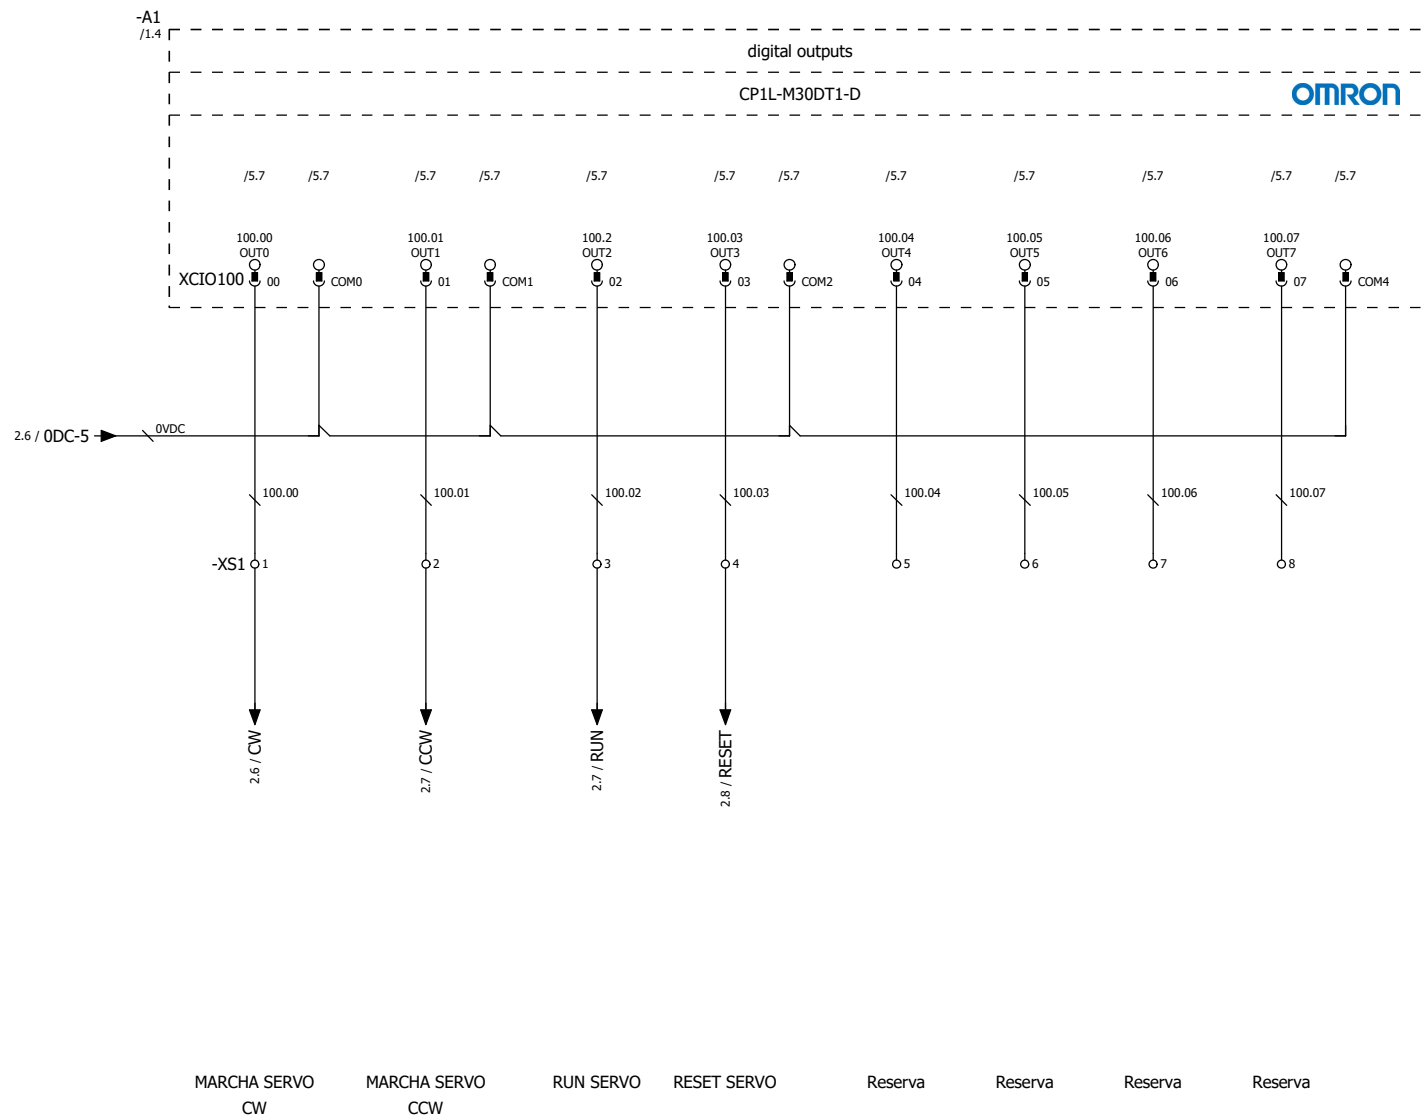 -A1
/1.4
digital outputs
CP1L-M30DT1-D
OMRON
/5.7 /5.7 /5.7 /5.7 /5.7 /5.7 /5.7 /5.7 /5.7 /5.7 /5.7 /5.7
100.00 100.01 100.2 100.03 100.04 100.05 100.06 100.07
OUT0 OUT1 OUT2 OUT3 OUT4 OUT5 OUT6 OUT7
XCIO100 00 COM0 01 COM1 02 03 COM2 04 05 06 07 COM4
2.6 / 0DC-5 0VDC
100.00 100.01 100.02 100.03 100.04 100.05 100.06 100.07
-XS1 1 2 3 4 5 6 7 8
2.6 / CW
2.7 / CCW
2.7 / RUN
2.8 / RESET
MARCHA SERVO MARCHA SERVO RUN SERVO RESET SERVO Reserva Reserva Reserva Reserva
CW CCW